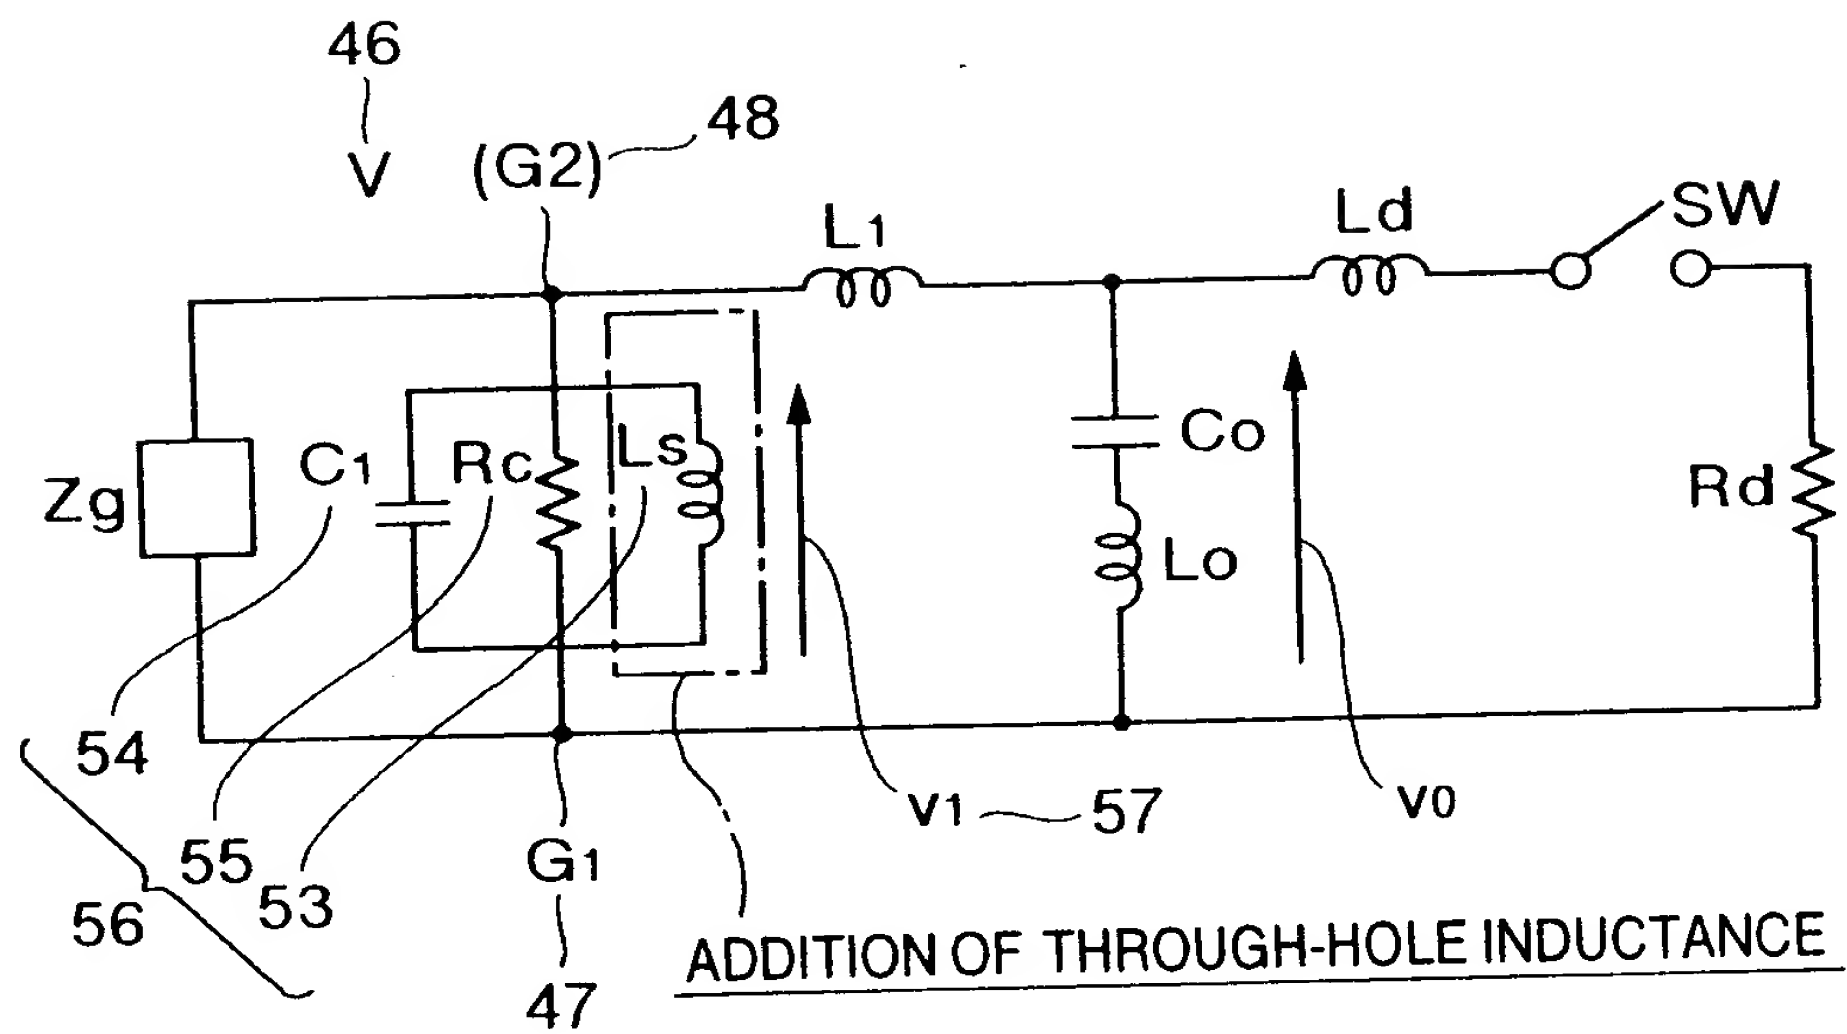 46
V
(G2)
48
L1
Ld
SW
Zg
C1
Rc
Ls
Co
Lo
Rd
54
55
53
56
v1
57
v0
G1
47
ADDITION OF THROUGH-HOLE INDUCTANCE